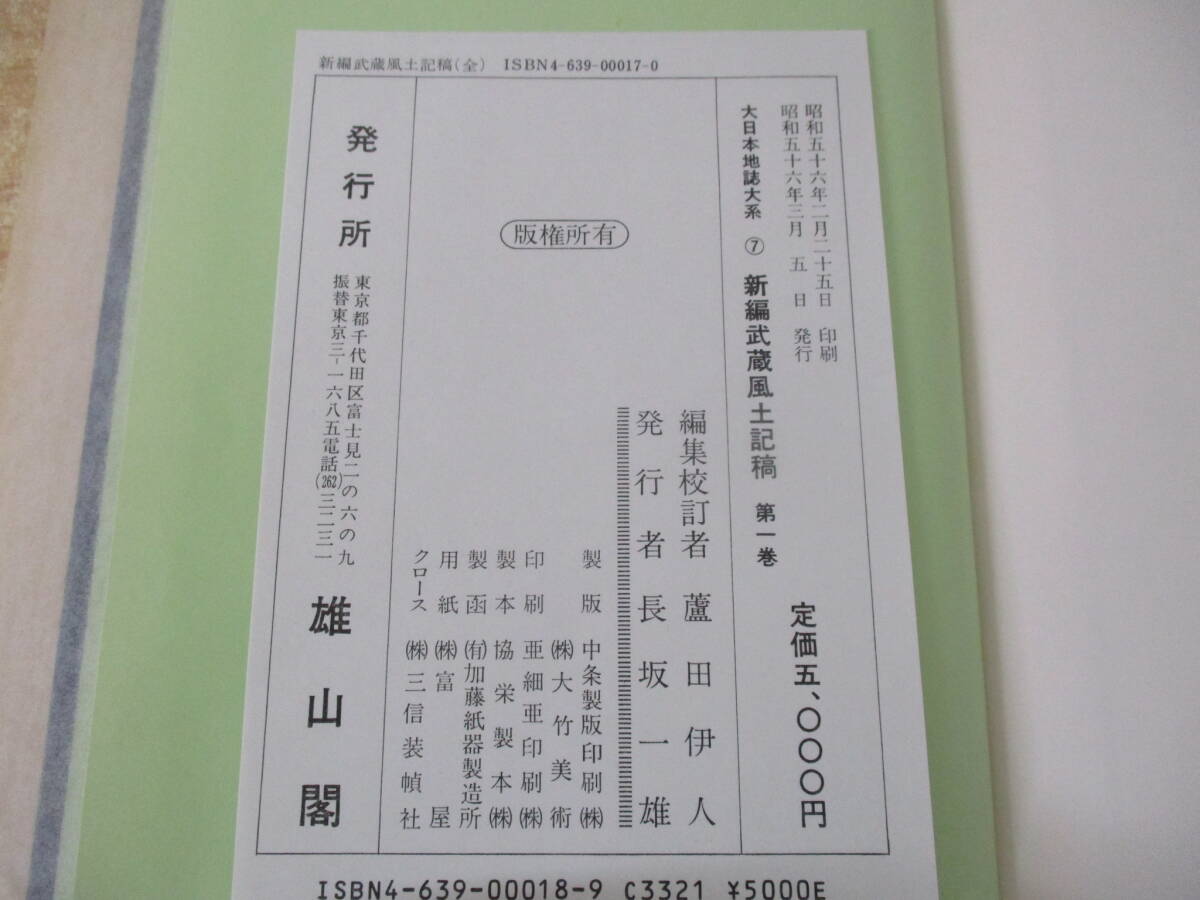 新編武蔵風土記稿(全) ISBN4-639-00017-0
昭和五十六年二月二十五日 印刷
昭和五十六年三月 五 日 発行
大日本地誌大系 ⑦ 新編武蔵風土記稿 第一巻
定価五、〇〇〇円
編集校訂者 蘆田伊人
発行者 長坂一雄
版権所有
製版 中条製版印刷㈱
㈱大竹美術
印刷 亜細亜印刷㈱
製本 協栄製本㈱
製函 ㈲加藤紙器製造所
用紙 ㈱富屋
クロース ㈱三信装幀社
発行所
東京都千代田区富士見二の六の九
振替東京三-一六八五電話(262)三二三一
雄山閣
ISBN4-639-00018-9 C3321 ¥5000E